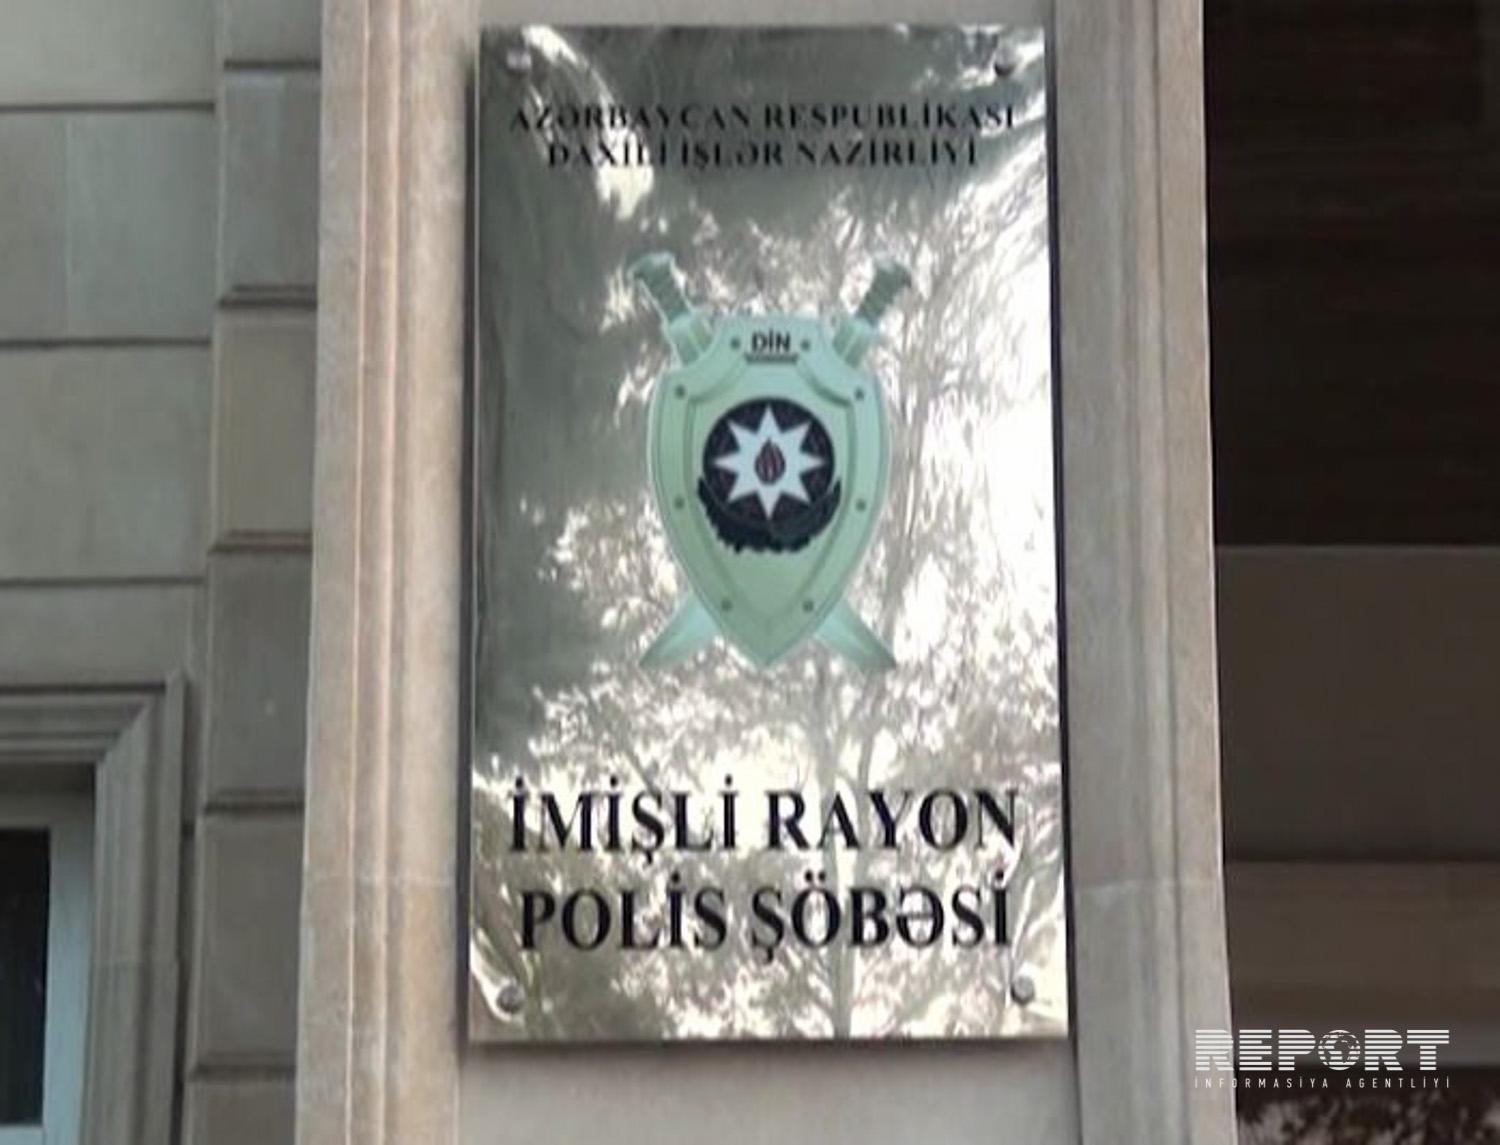 AZƏRBAYCAN RESPUBLİKASI
DAXİLİ İŞLƏR NAZİRLİYİ
DİN
İMİŞLİ RAYON
POLİS ŞÖBƏSİ
REPORT
İNFORMASİYA AGENTLİYİ